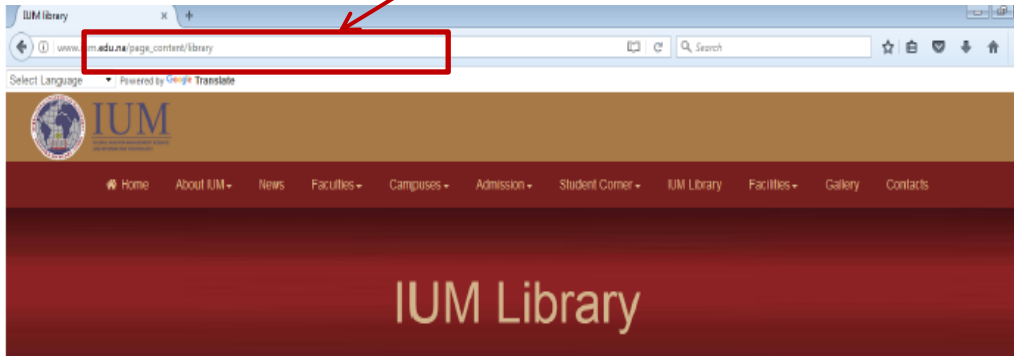 IUM library
www.ium.edu.na/page_content/library
Search
Select Language Powered by Google Translate
IUM
Home About IUM News Faculties Campuses Admission Student Corner IUM Library Facilities Gallery Contacts
IUM Library